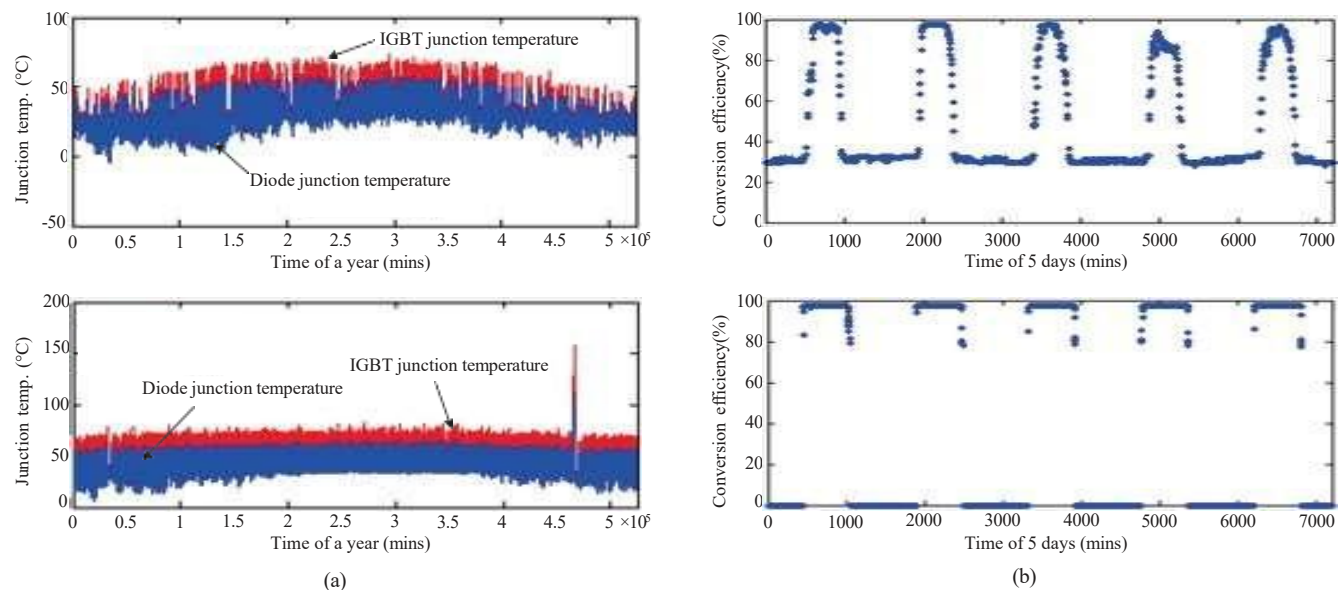 100
50
0
-50
Junction temp. (°C)
IGBT junction temperature
Diode junction temperature
0 0.5 1 1.5 2 2.5 3 3.5 4 4.5 5 ×10⁵
Time of a year (mins)
200
150
100
50
0
Junction temp. (°C)
Diode junction temperature
IGBT junction temperature
0 0.5 1 1.5 2 2.5 3 3.5 4 4.5 5 ×10⁵
Time of a year (mins)
(a)
100
80
60
40
20
0
Conversion efficiency(%)
0 1000 2000 3000 4000 5000 6000 7000
Time of 5 days (mins)
100
80
60
40
20
0
Conversion efficiency(%)
0 1000 2000 3000 4000 5000 6000 7000
Time of 5 days (mins)
(b)